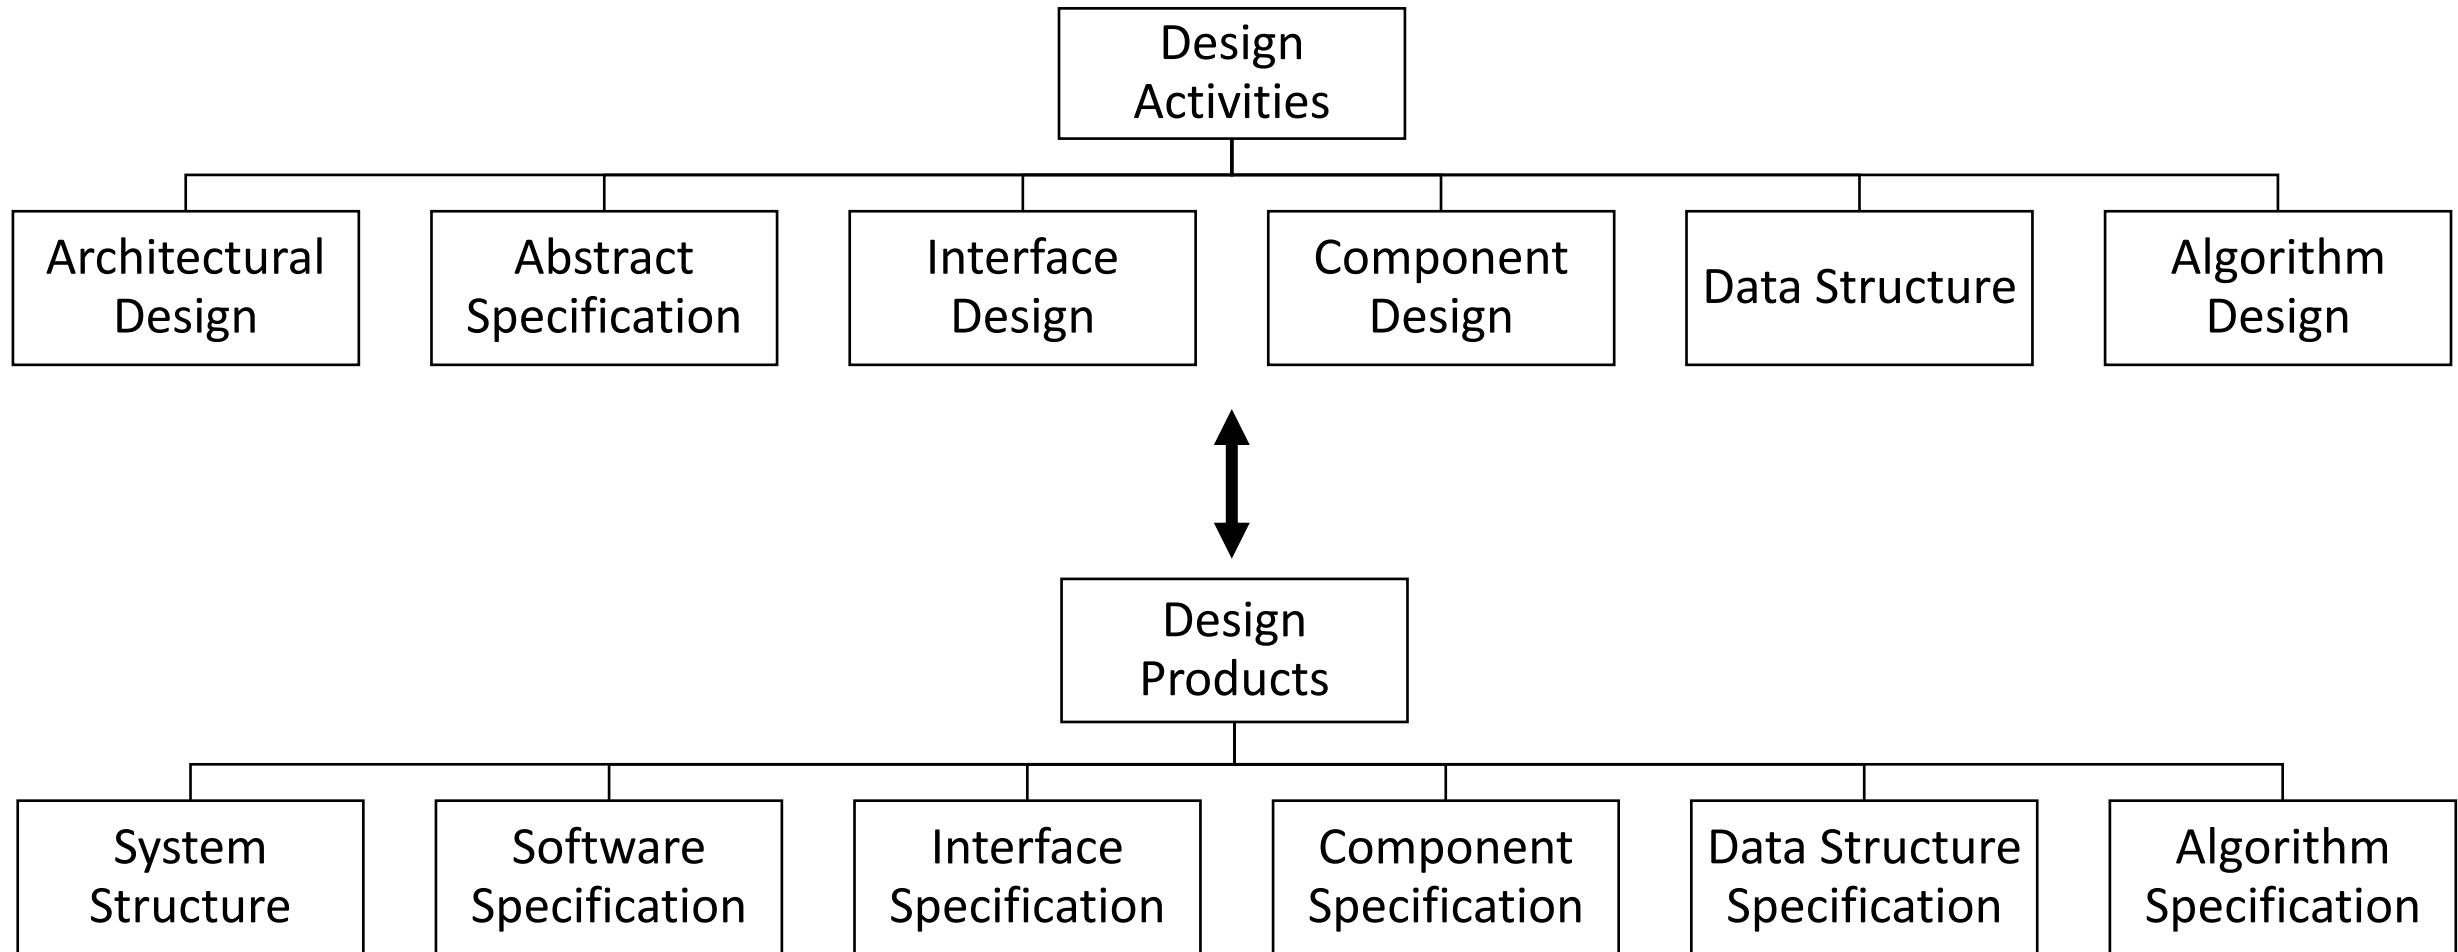 Design
Activities
Architectural
Design
Abstract
Specification
Interface
Design
Component
Design
Data Structure
Algorithm
Design
Design
Products
System
Structure
Software
Specification
Interface
Specification
Component
Specification
Data Structure
Specification
Algorithm
Specification